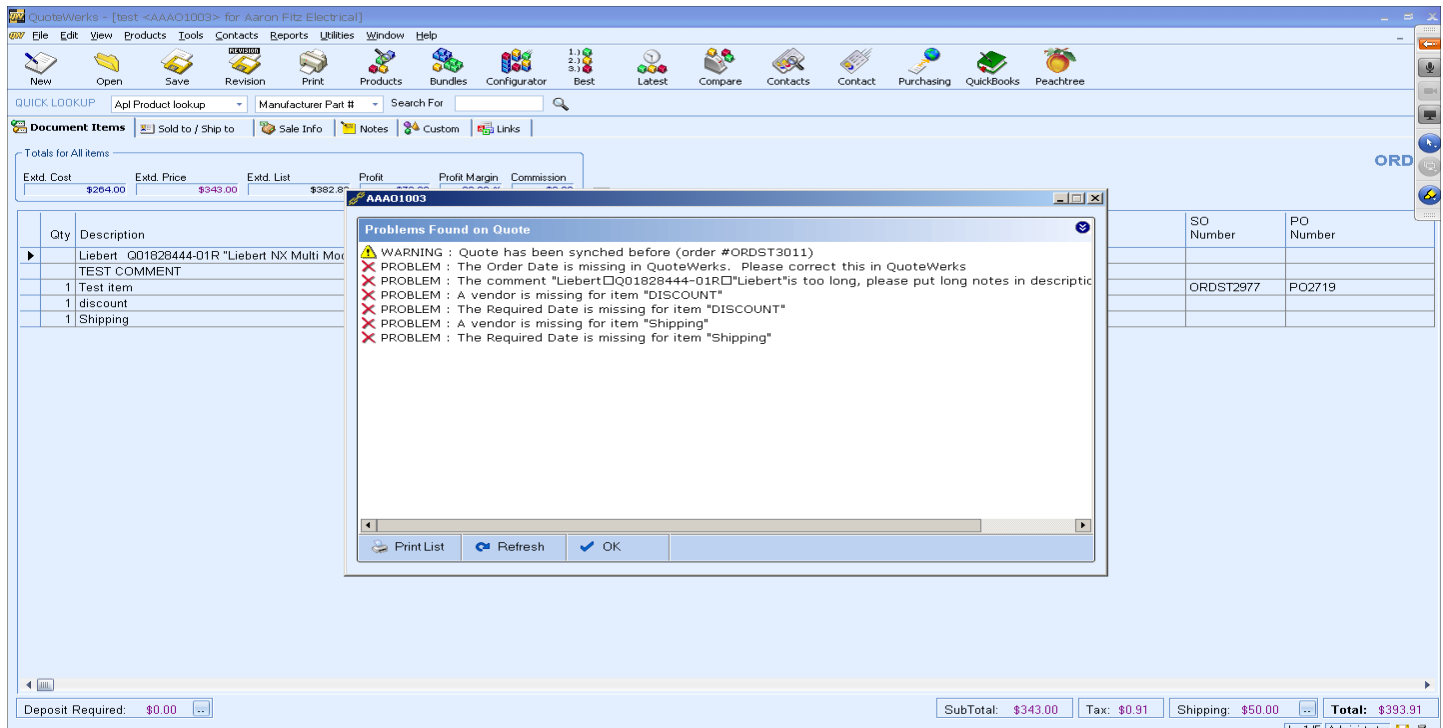 QuoteWerks - [test <AAAO1003> for Aaron Fitz Electrical]
File Edit View Products Tools Contacts Reports Utilities Window Help
REVISION
New Open Save Revision Print Products Bundles Configurator Best Latest Compare Contacts Contact Purchasing QuickBooks Peachtree
QUICK LOOKUP Apl Product lookup Manufacturer Part # Search For
Document Items Sold to / Ship to Sale Info Notes Custom Links
Totals for All items
ORD
Extd. Cost Extd. Price Extd. List Profit Profit Margin Commission
$264.00 $343.00
AAAO1003
Problems Found on Quote
WARNING : Quote has been synched before (order #ORDST3011)
PROBLEM : The Order Date is missing in QuoteWerks. Please correct this in QuoteWerks
PROBLEM : The comment "Liebert□Q01828444-01R□"Liebert"is too long, please put long notes in descriptic
PROBLEM : A vendor is missing for item "DISCOUNT"
PROBLEM : The Required Date is missing for item "DISCOUNT"
PROBLEM : A vendor is missing for item "Shipping"
PROBLEM : The Required Date is missing for item "Shipping"
Print List Refresh OK
Qty Description SO Number PO Number
Liebert Q01828444-01R "Liebert NX Multi Moc
TEST COMMENT
1 Test item ORDST2977 PO2719
1 discount
1 Shipping
Deposit Required: $0.00 SubTotal: $343.00 Tax: $0.91 Shipping: $50.00 Total: $393.91